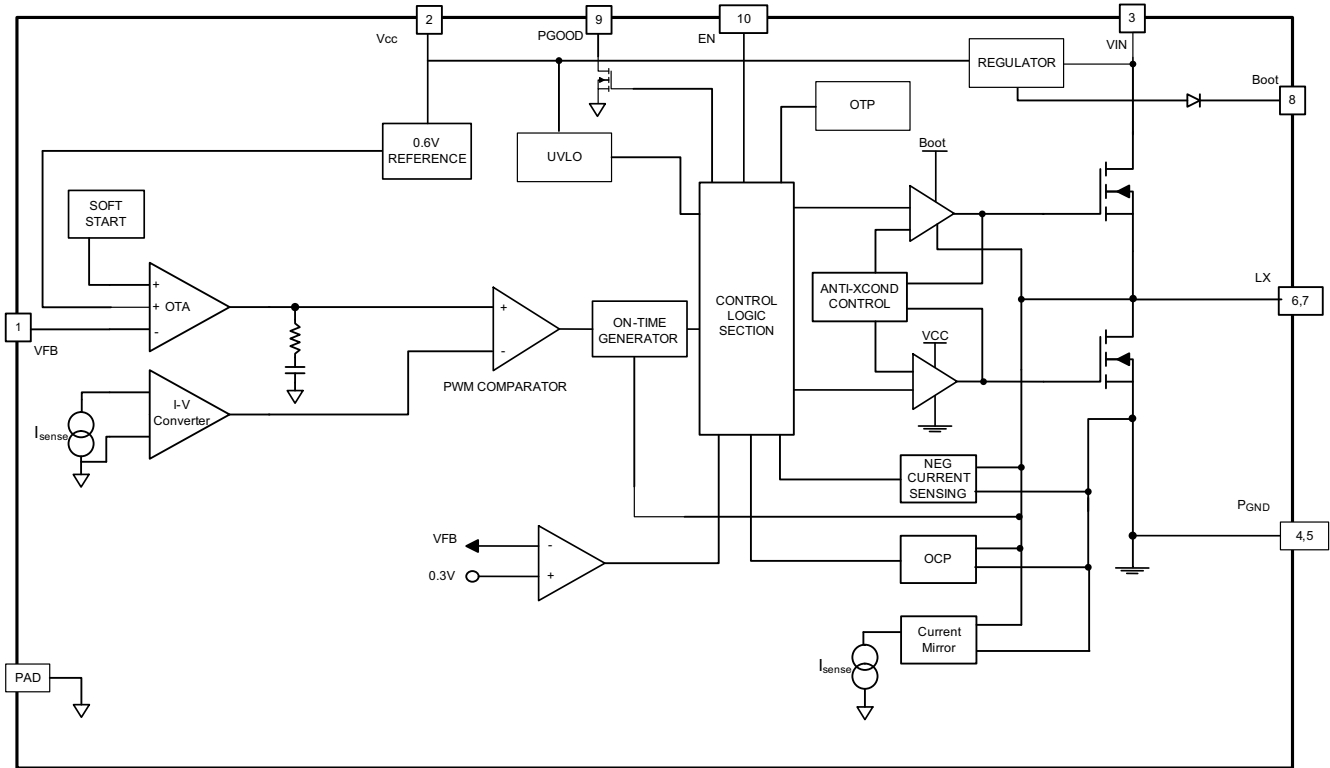 2
9
10
3
Vcc
PGOOD
EN
VIN
REGULATOR
Boot
8
OTP
0.6V
REFERENCE
UVLO
Boot
SOFT
START
+
+ OTA
-
1
VFB
+
-
PWM COMPARATOR
ON-TIME
GENERATOR
CONTROL
LOGIC
SECTION
ANTI-XCOND
CONTROL
VCC
LX
6,7
I-V
Converter
Isense
NEG
CURRENT
SENSING
PGND
4,5
VFB
-
0.3V
+
OCP
Current
Mirror
Isense
PAD